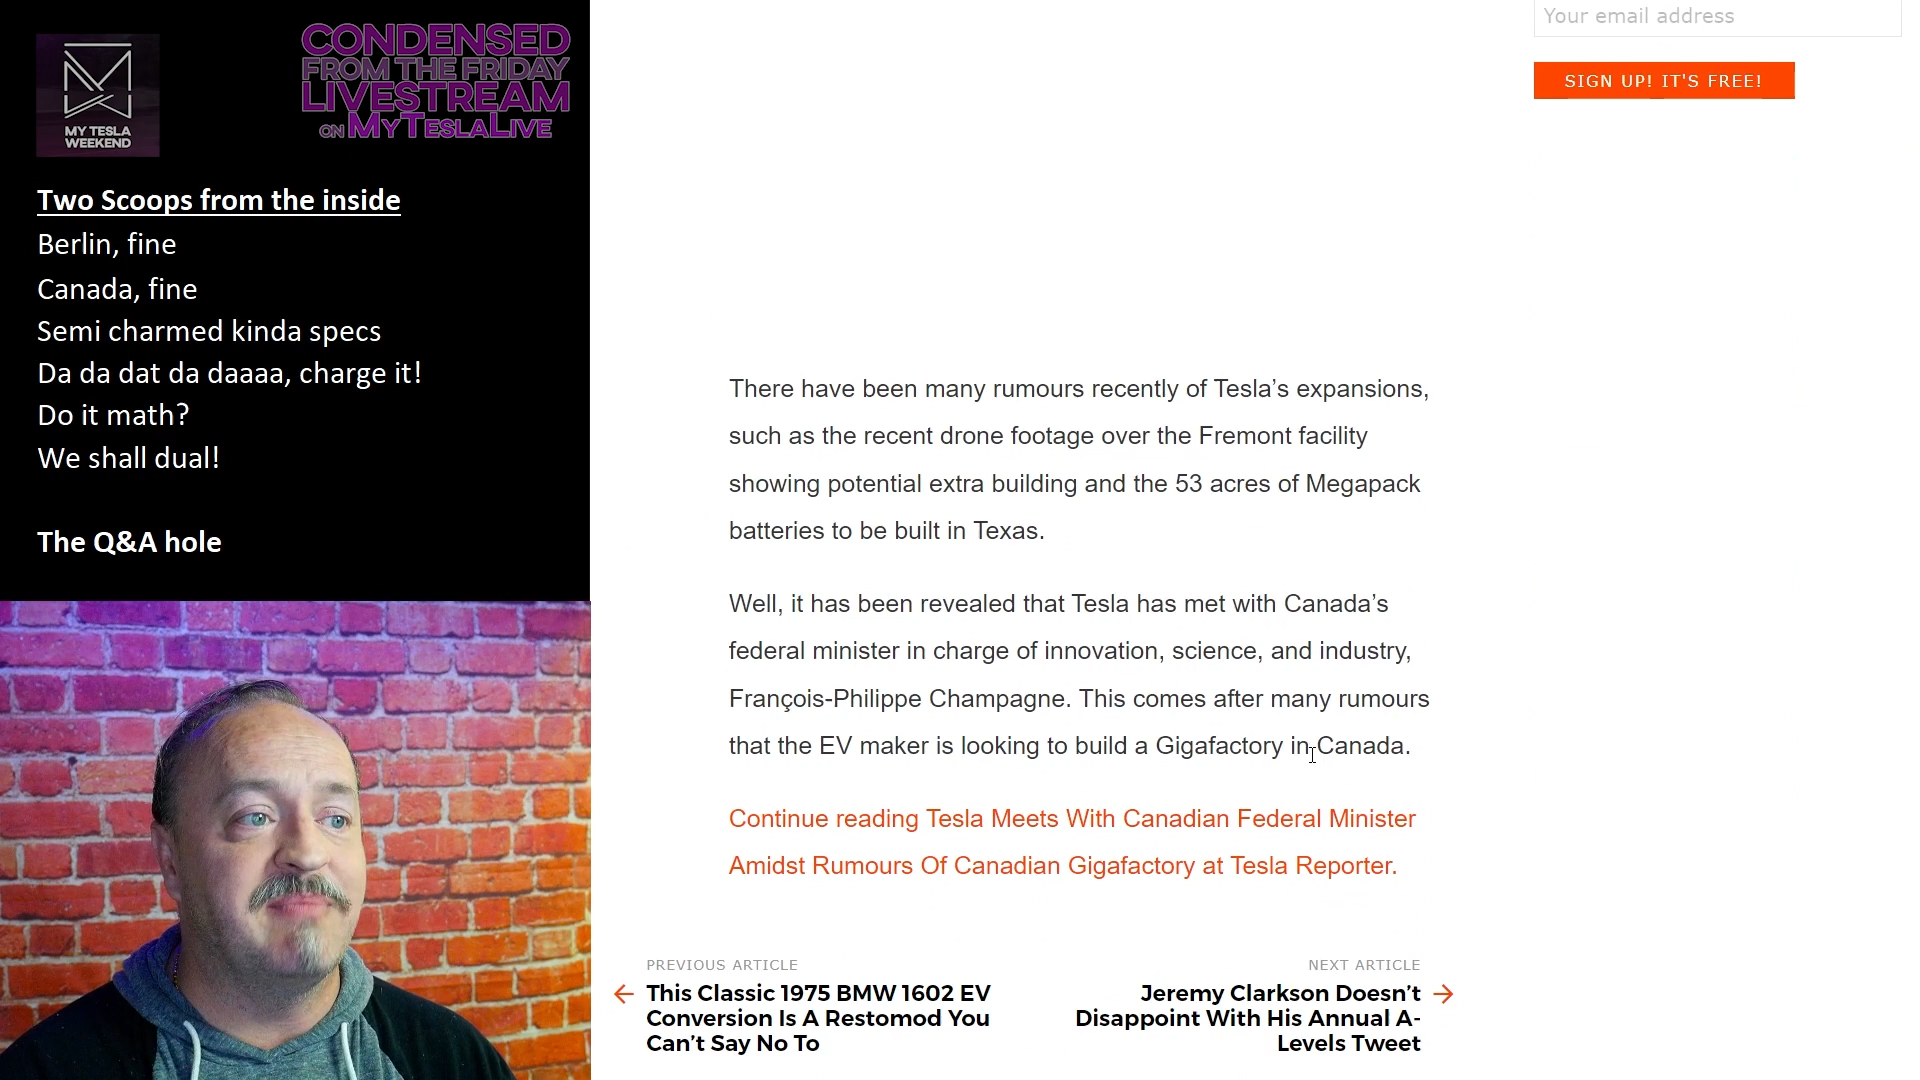 MY TESLA
WEEKEND
CONDENSED
FROM THE FRIDAY
LIVESTREAM
ON MYTESLALIVE
Two Scoops from the inside
Berlin, fine
Canada, fine
Semi charmed kinda specs
Da da dat da daaaa, charge it!
Do it math?
We shall dual!
The Q&A hole
Your email address
SIGN UP! IT'S FREE!
There have been many rumours recently of Tesla’s expansions,
such as the recent drone footage over the Fremont facility
showing potential extra building and the 53 acres of Megapack
batteries to be built in Texas.
Well, it has been revealed that Tesla has met with Canada’s
federal minister in charge of innovation, science, and industry,
François-Philippe Champagne. This comes after many rumours
that the EV maker is looking to build a Gigafactory in Canada.
Continue reading Tesla Meets With Canadian Federal Minister
Amidst Rumours Of Canadian Gigafactory at Tesla Reporter.
PREVIOUS ARTICLE
This Classic 1975 BMW 1602 EV
Conversion Is A Restomod You
Can’t Say No To
NEXT ARTICLE
Jeremy Clarkson Doesn’t
Disappoint With His Annual A-
Levels Tweet